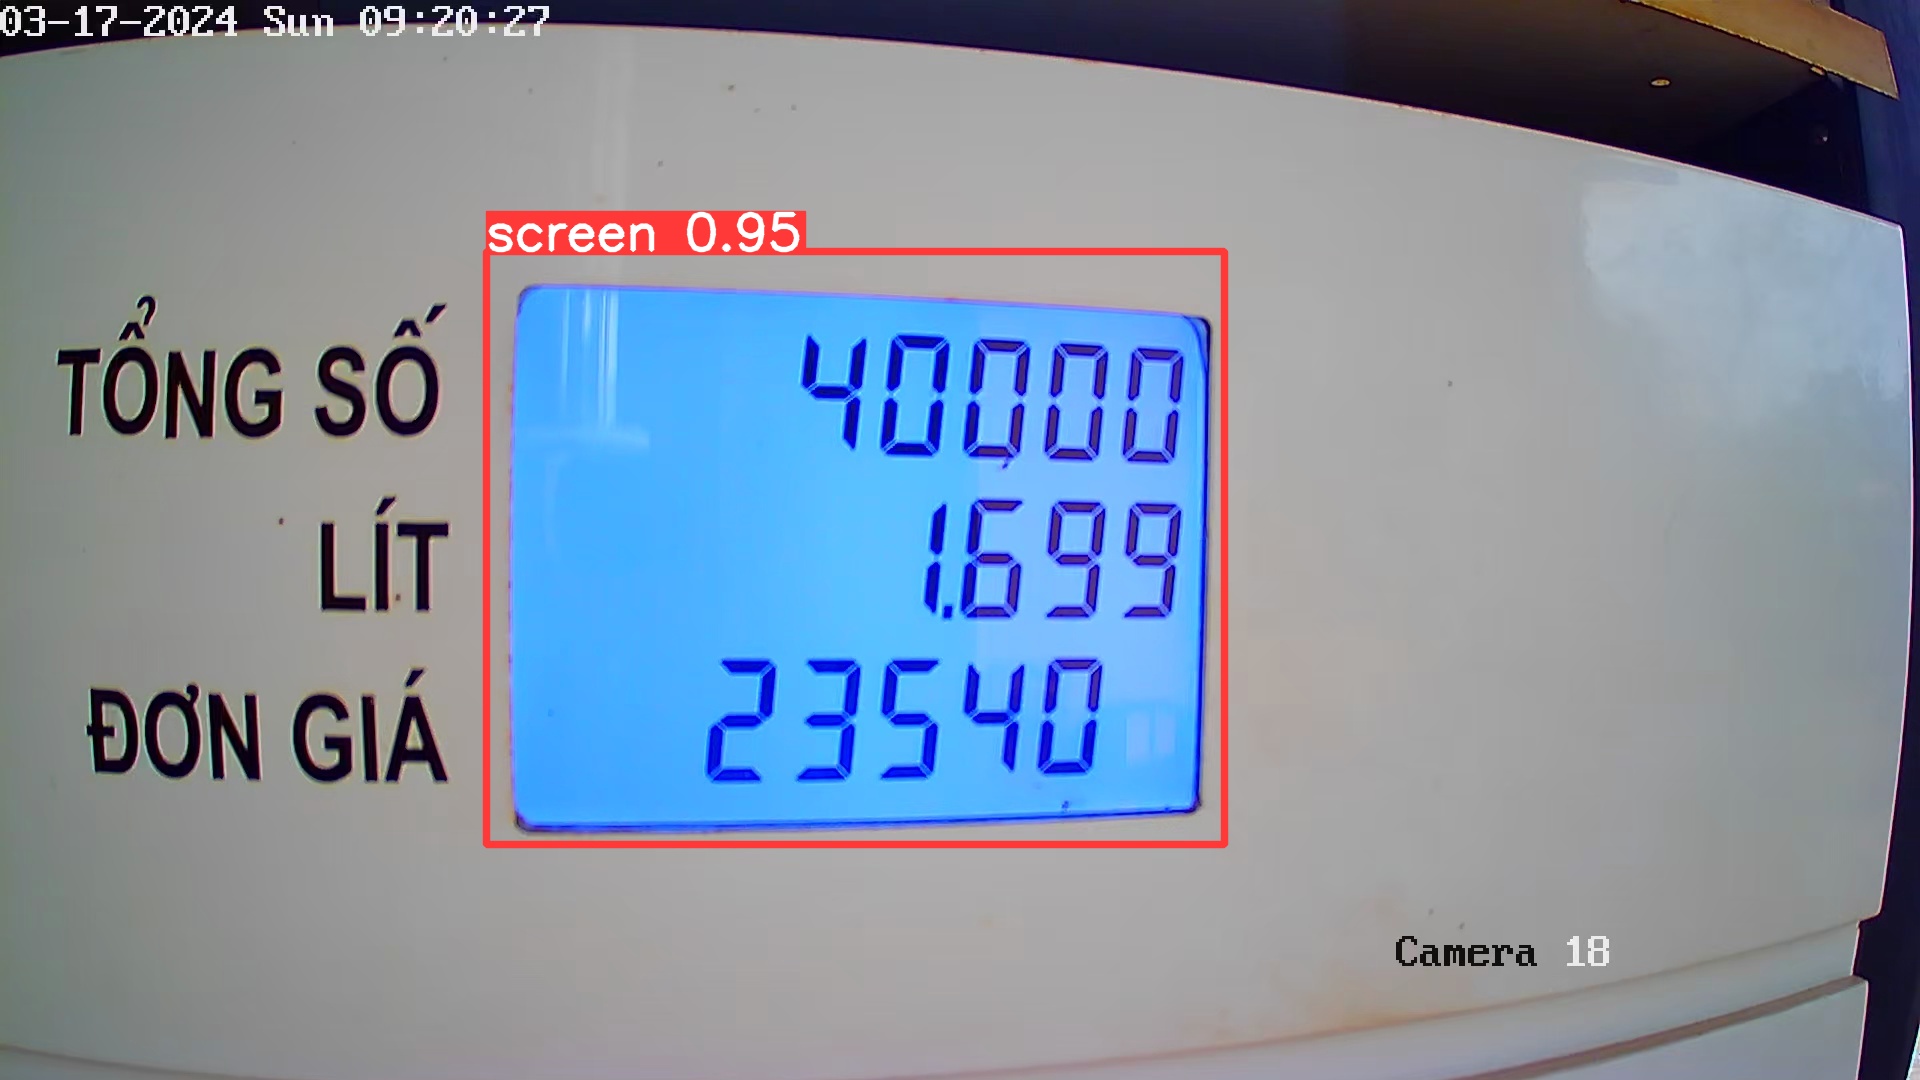 03-17-2024 Sun 09:20:27
screen 0.95
TỔNG SỐ 40000
LÍT 1.699
ĐƠN GIÁ 23540
Camera 18